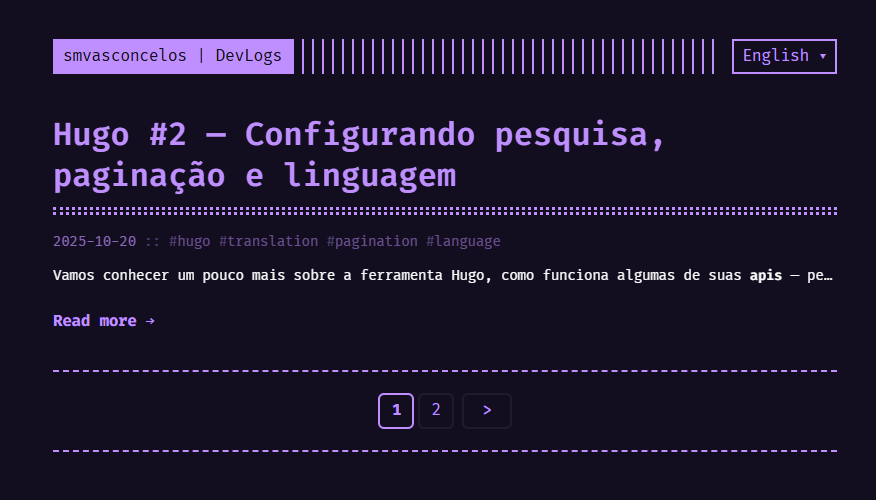 smvasconcelos | DevLogs
English ▾
Hugo #2 — Configurando pesquisa,
paginação e linguagem
2025-10-20 :: #hugo #translation #pagination #language
Vamos conhecer um pouco mais sobre a ferramenta Hugo, como funciona algumas de suas apis — pe…
Read more →
1 2 >